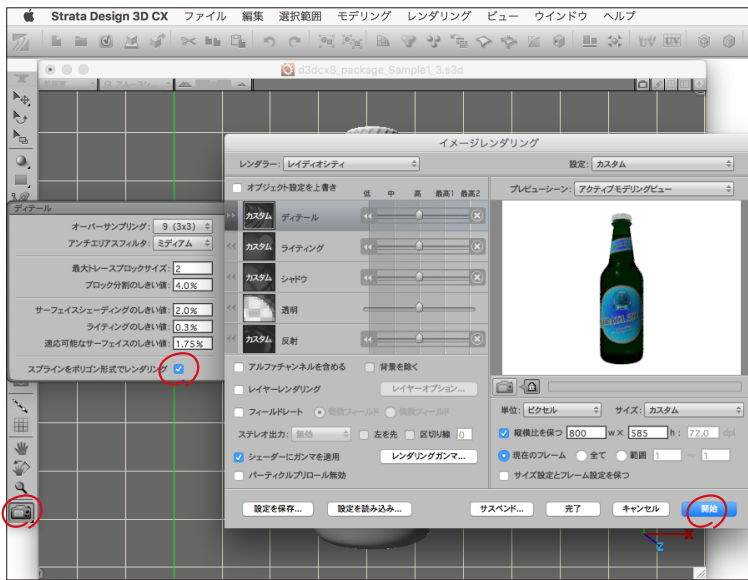 Strata Design 3D CX ファイル 編集 選択範囲 モデリング レンダリング ビュー ウインドウ ヘルプ
d3dcx8_package_Sample1_3.s3d
イメージレンダリング
レンダラー: レイディオシティ
設定: カスタム
オブジェクト設定を上書き
低 中 高 最高1 最高2
カスタム ディテール
カスタム ライティング
カスタム シャドウ
透明
カスタム 反射
アルファチャンネルを含める 背景を除く
レイヤーレンダリング レイヤーオプション...
フィールドレート 奇数フィールド 偶数フィールド
ステレオ出力: 無効 左を先 区切り線 0
シェーダーにガンマを適用 レンダリングガンマ...
パーティクルプリロール無効
プレビューシーン: アクティブモデリングビュー
単位: ピクセル サイズ: カスタム
縦横比を保つ 800 w× 585 h: 72.0 dpi
現在のフレーム 全て 範囲 1 ~ 1
サイズ設定とフレーム設定を保つ
設定を保存... 設定を読み込み... サスペンド... 完了 キャンセル 開始
ディテール
オーバーサンプリング: 9 (3x3)
アンチエリアスフィルタ: ミディアム
最大トレースブロックサイズ: 2
ブロック分割のしきい値: 4.0%
サーフェイスシェーディングのしきい値: 2.0%
ライティングのしきい値: 0.3%
適応可能なサーフェイスのしきい値: 1.75%
スプラインをポリゴン形式でレンダリング
X
Z